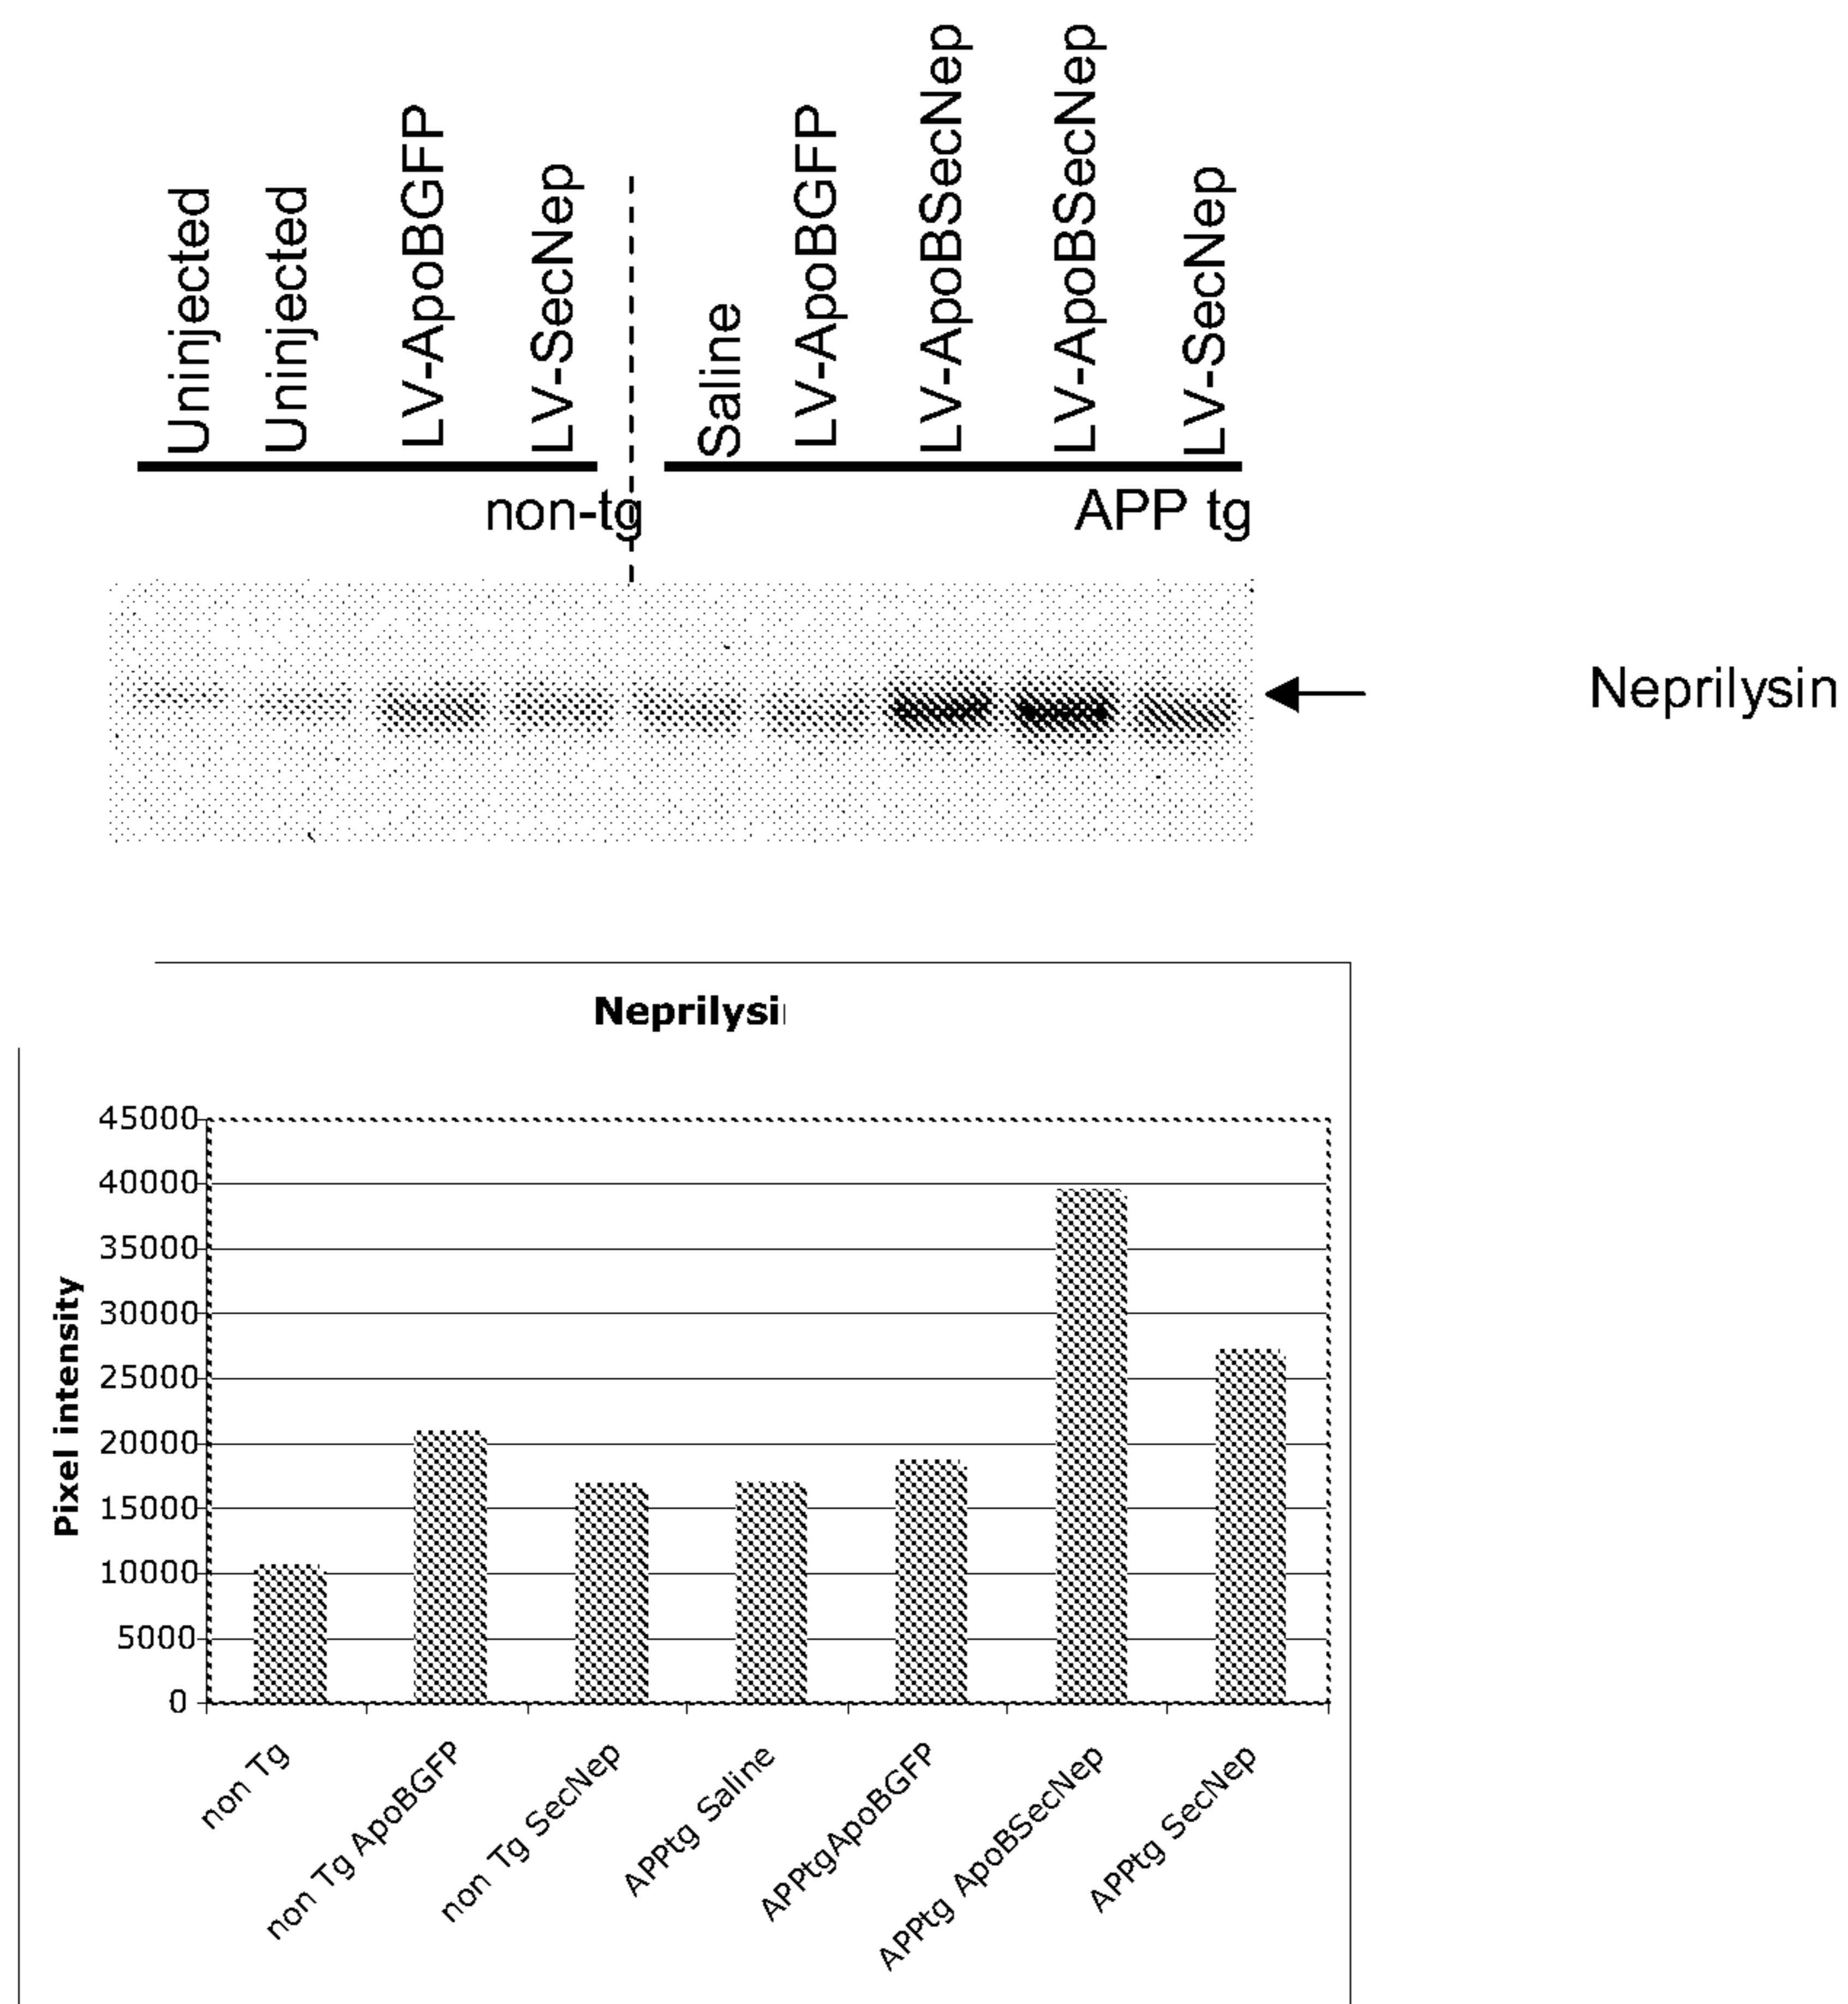 Uninjected
Uninjected
LV-ApoBGFP
LV-SecNep
Saline
LV-ApoBGFP
LV-ApoBSecNep
LV-ApoBSecNep
LV-SecNep
non-tg
APP tg
Neprilysin
Neprilysi
45000
40000
35000
30000
25000
20000
15000
10000
5000
0
Pixel intensity
non Tg
non Tg ApoBGFP
non Tg SecNep
APPtg Saline
APPtgApoBGFP
APPtg ApoBSecNep
APPtg SecNep